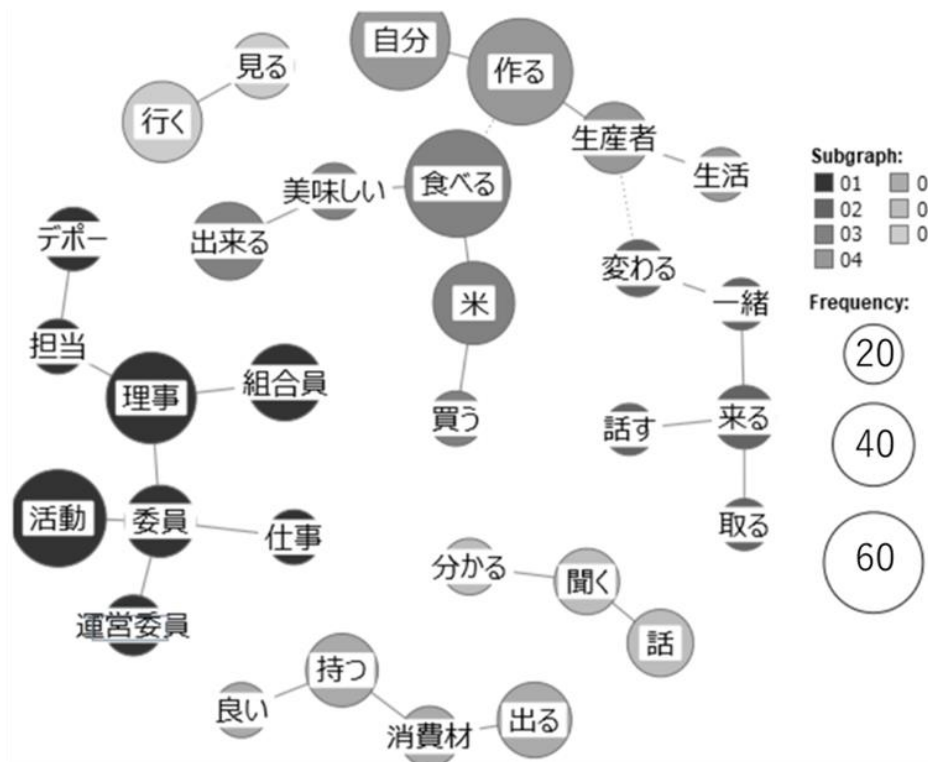 自分
作る
見る
行く
生産者
生活
美味しい
食べる
出来る
デポー
変わる
一緒
米
担当
理事
組合員
買う
話す
来る
活動
委員
仕事
取る
運営委員
分かる
聞く
話
持つ
良い
消費材
出る
Subgraph:
01 0
02 0
03 0
04
Frequency:
20
40
60